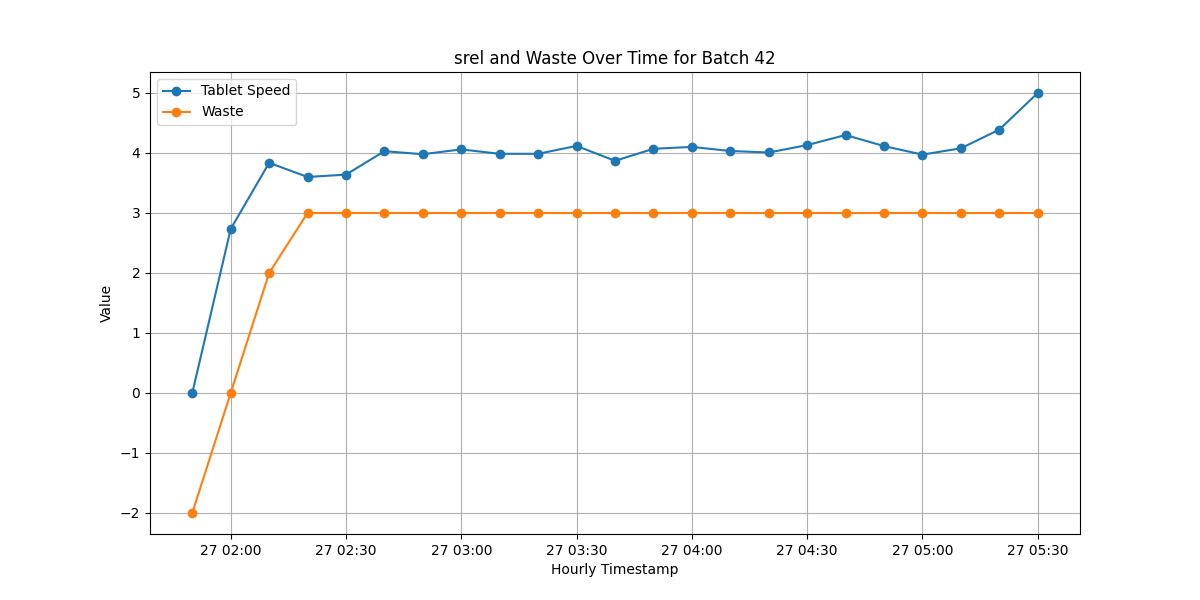 srel and Waste Over Time for Batch 42
Tablet Speed
Waste
Value
5
4
3
2
1
0
−1
−2
27 02:00 27 02:30 27 03:00 27 03:30 27 04:00 27 04:30 27 05:00 27 05:30
Hourly Timestamp